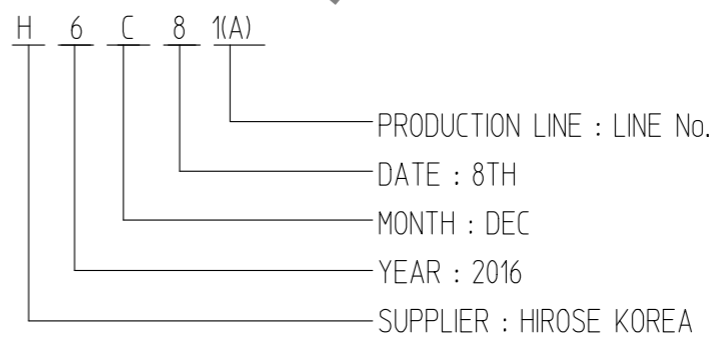 H 6 C 8 1(A)
PRODUCTION LINE : LINE No.
DATE : 8TH
MONTH : DEC
YEAR : 2016
SUPPLIER : HIROSE KOREA